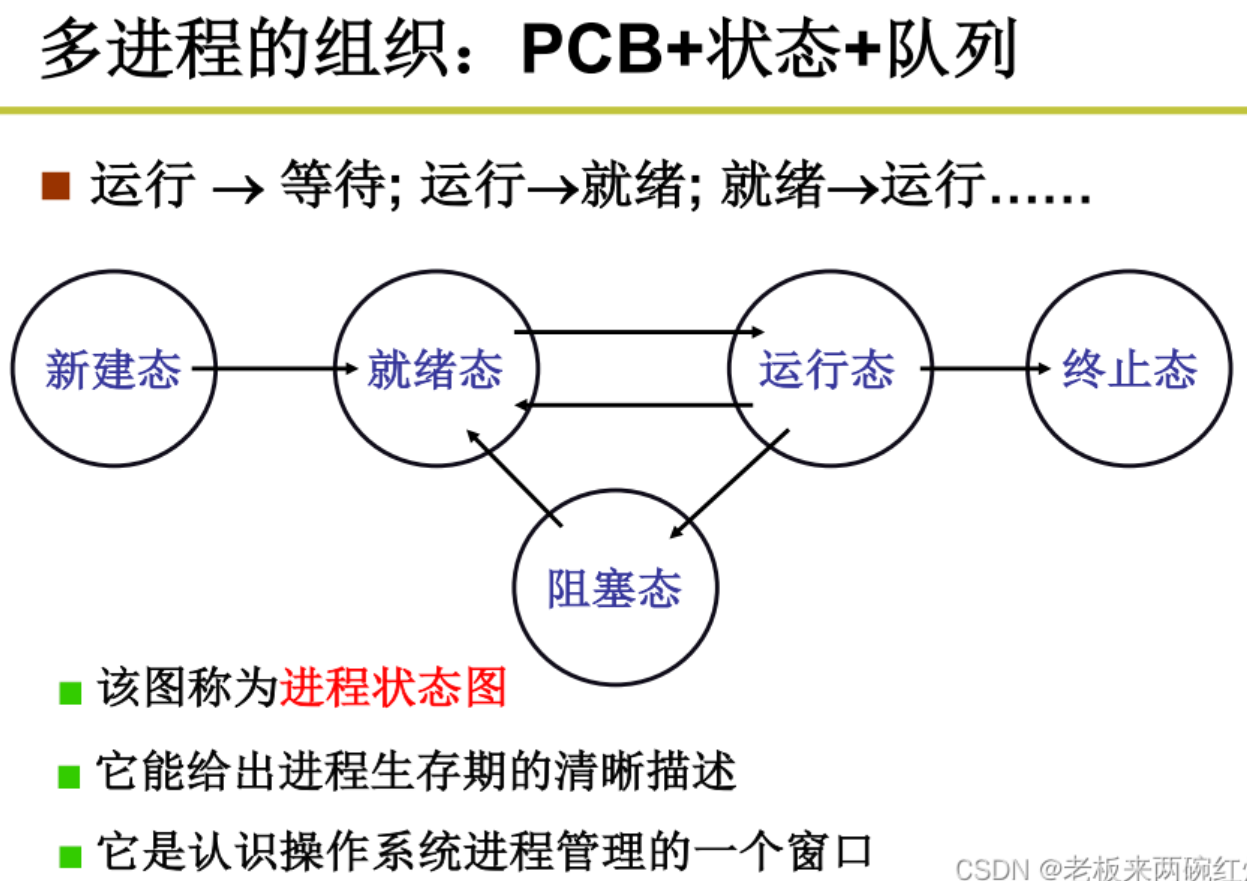 多进程的组织：PCB+状态+队列
运行 → 等待; 运行→就绪; 就绪→运行……
新建态 就绪态 运行态 终止态
阻塞态
该图称为进程状态图
它能给出进程生存期的清晰描述
它是认识操作系统进程管理的一个窗口
CSDN @老板来两碗红